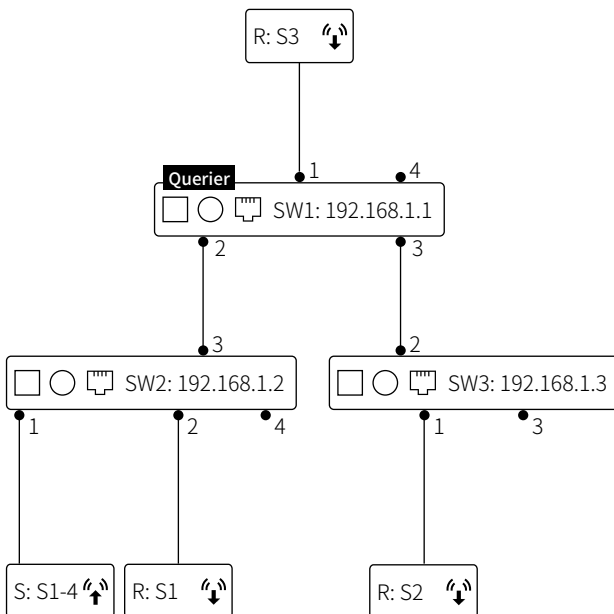 R: S3
1
4
Querier
SW1: 192.168.1.1
2
3
3
2
SW2: 192.168.1.2
SW3: 192.168.1.3
1
2
4
1
3
S: S1-4
R: S1
R: S2